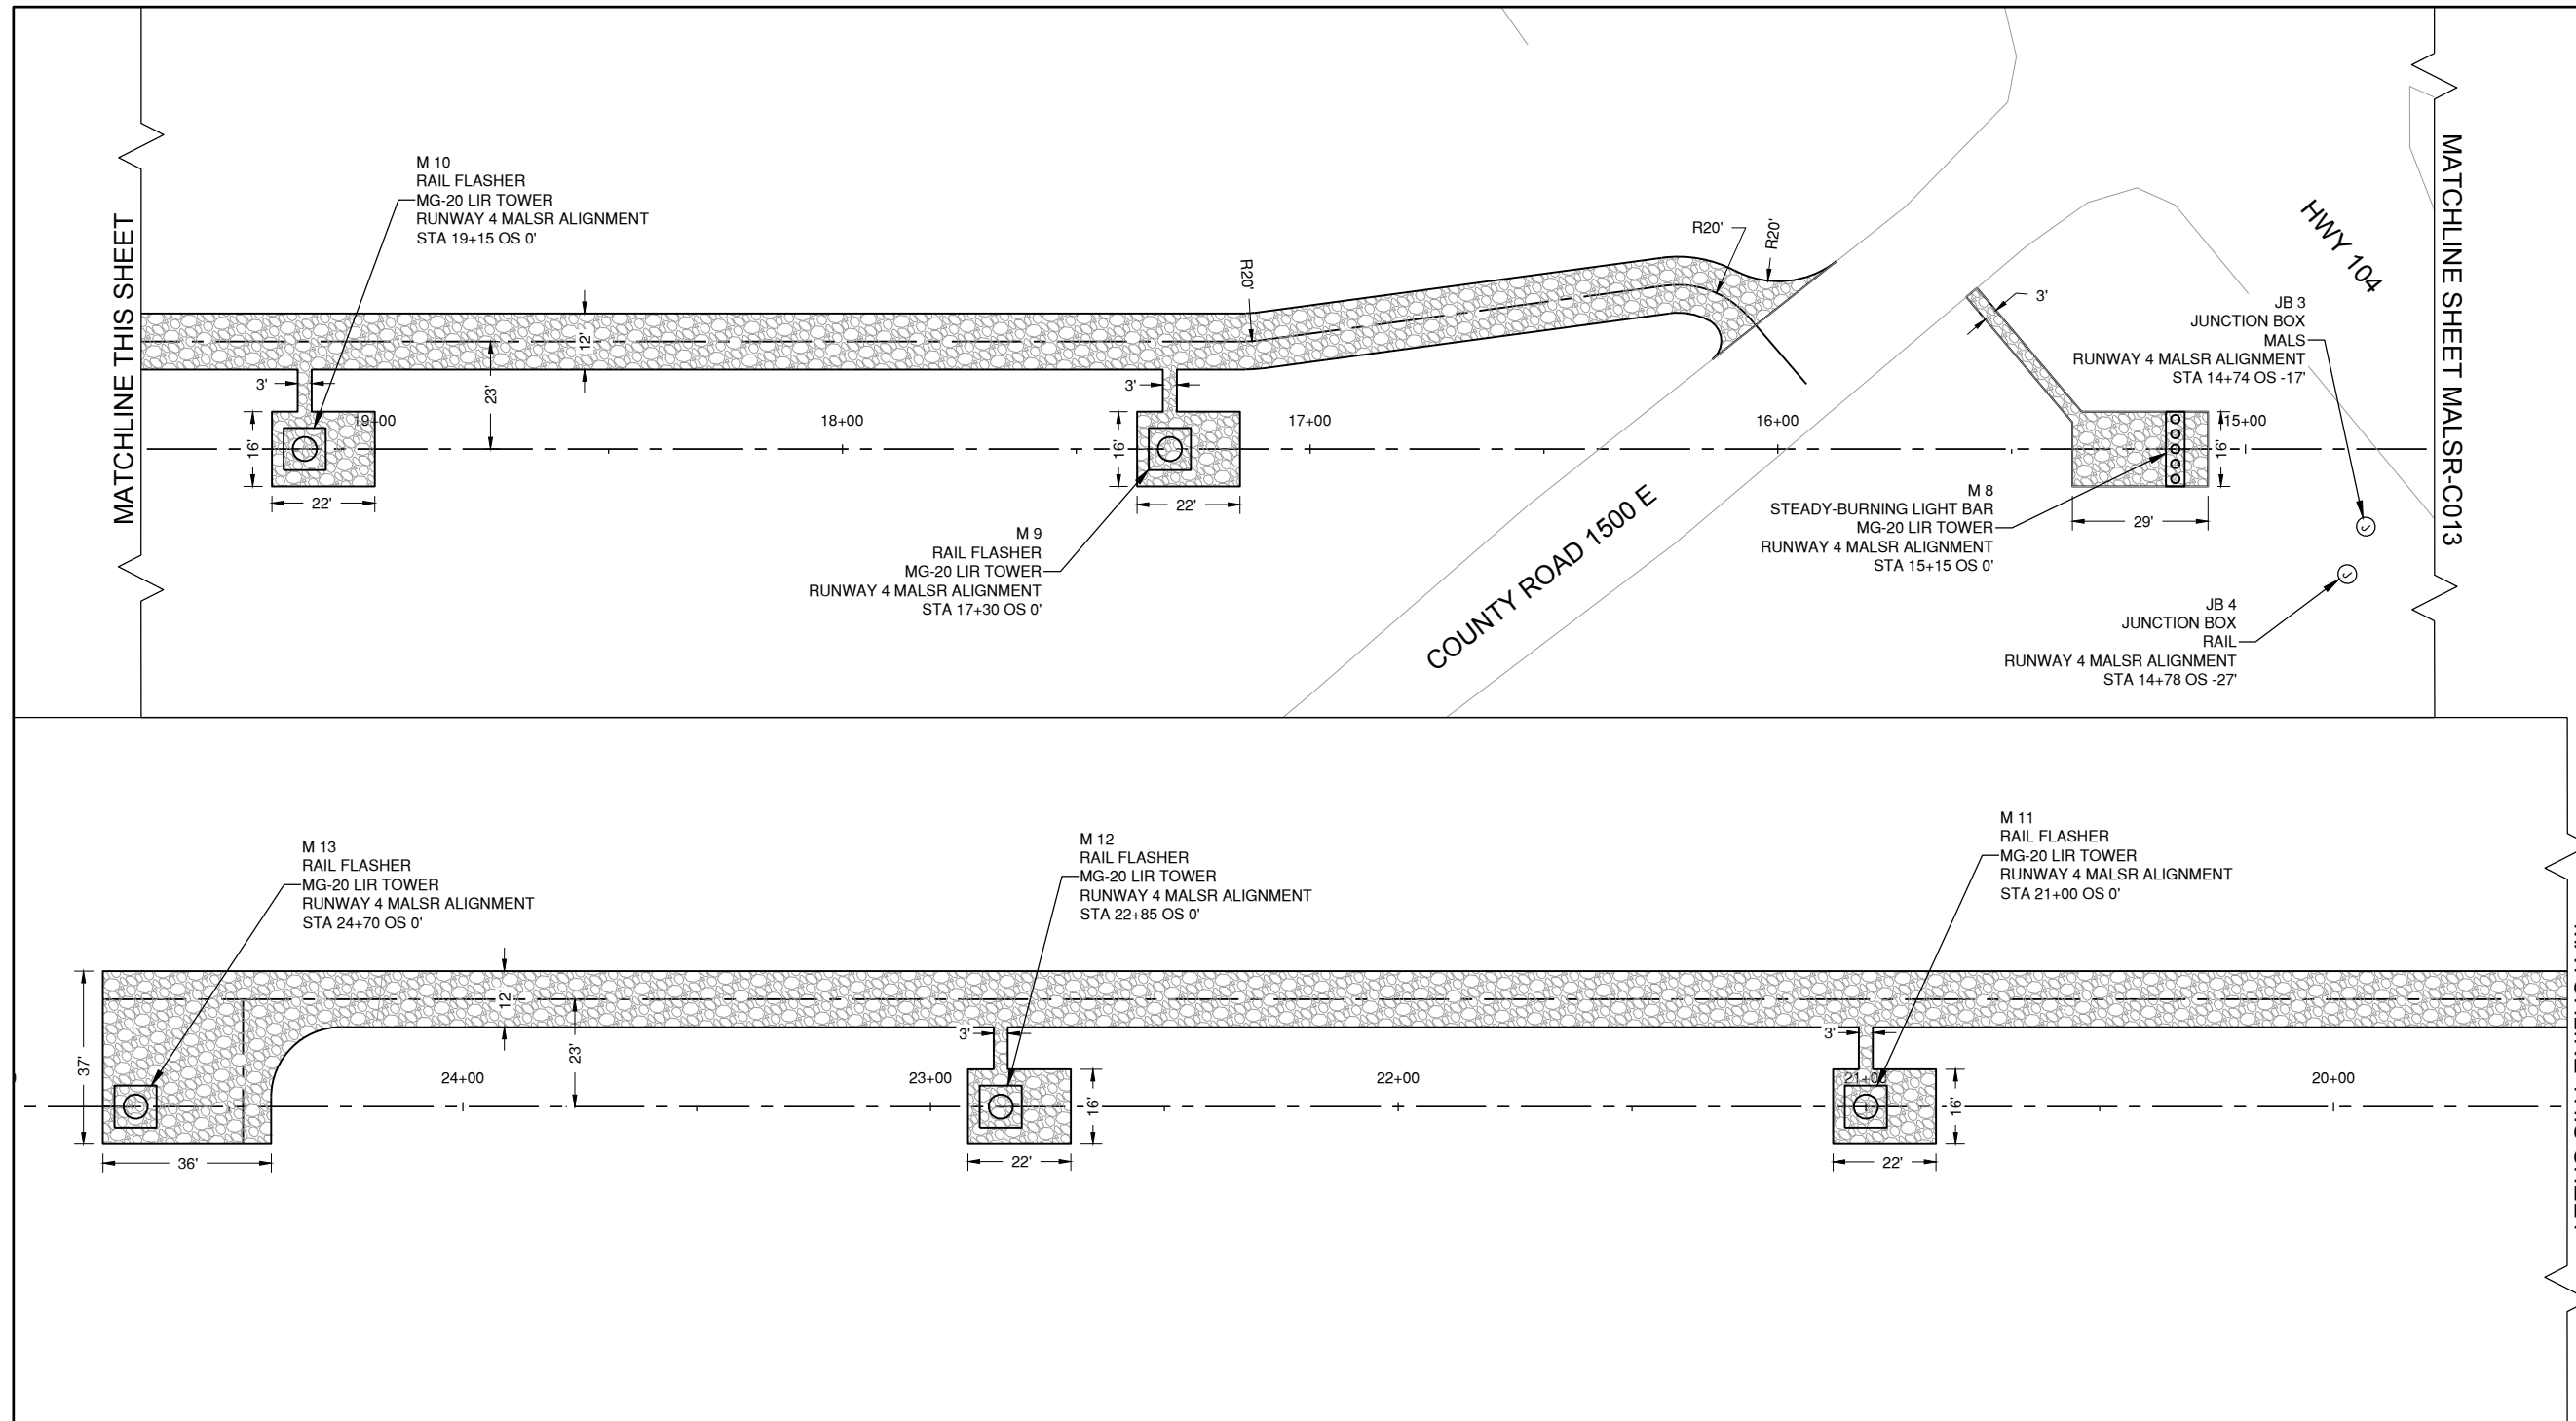 MATCHLINE THIS SHEET
M 10
RAIL FLASHER
MG-20 LIR TOWER
RUNWAY 4 MALSR ALIGNMENT
STA 19+15 OS 0'
12'
23'
3'
16'
22'
19+00
18+00
R20'
R20'
R20'
3'
16'
22'
17+00
16+00
M 9
RAIL FLASHER
MG-20 LIR TOWER
RUNWAY 4 MALSR ALIGNMENT
STA 17+30 OS 0'
COUNTY ROAD 1500 E
HWY 104
3'
JB 3
JUNCTION BOX
MALS
RUNWAY 4 MALSR ALIGNMENT
STA 14+74 OS -17'
15+00
16'
29'
M 8
STEADY-BURNING LIGHT BAR
MG-20 LIR TOWER
RUNWAY 4 MALSR ALIGNMENT
STA 15+15 OS 0'
JB 4
JUNCTION BOX
RAIL
RUNWAY 4 MALSR ALIGNMENT
STA 14+78 OS -27'
MATCHLINE SHEET MALSR-C013
M 13
RAIL FLASHER
MG-20 LIR TOWER
RUNWAY 4 MALSR ALIGNMENT
STA 24+70 OS 0'
37'
36'
12'
23'
24+00
M 12
RAIL FLASHER
MG-20 LIR TOWER
RUNWAY 4 MALSR ALIGNMENT
STA 22+85 OS 0'
3'
23+00
16'
22'
22+00
M 11
RAIL FLASHER
MG-20 LIR TOWER
RUNWAY 4 MALSR ALIGNMENT
STA 21+00 OS 0'
3'
21+00
16'
22'
20+00